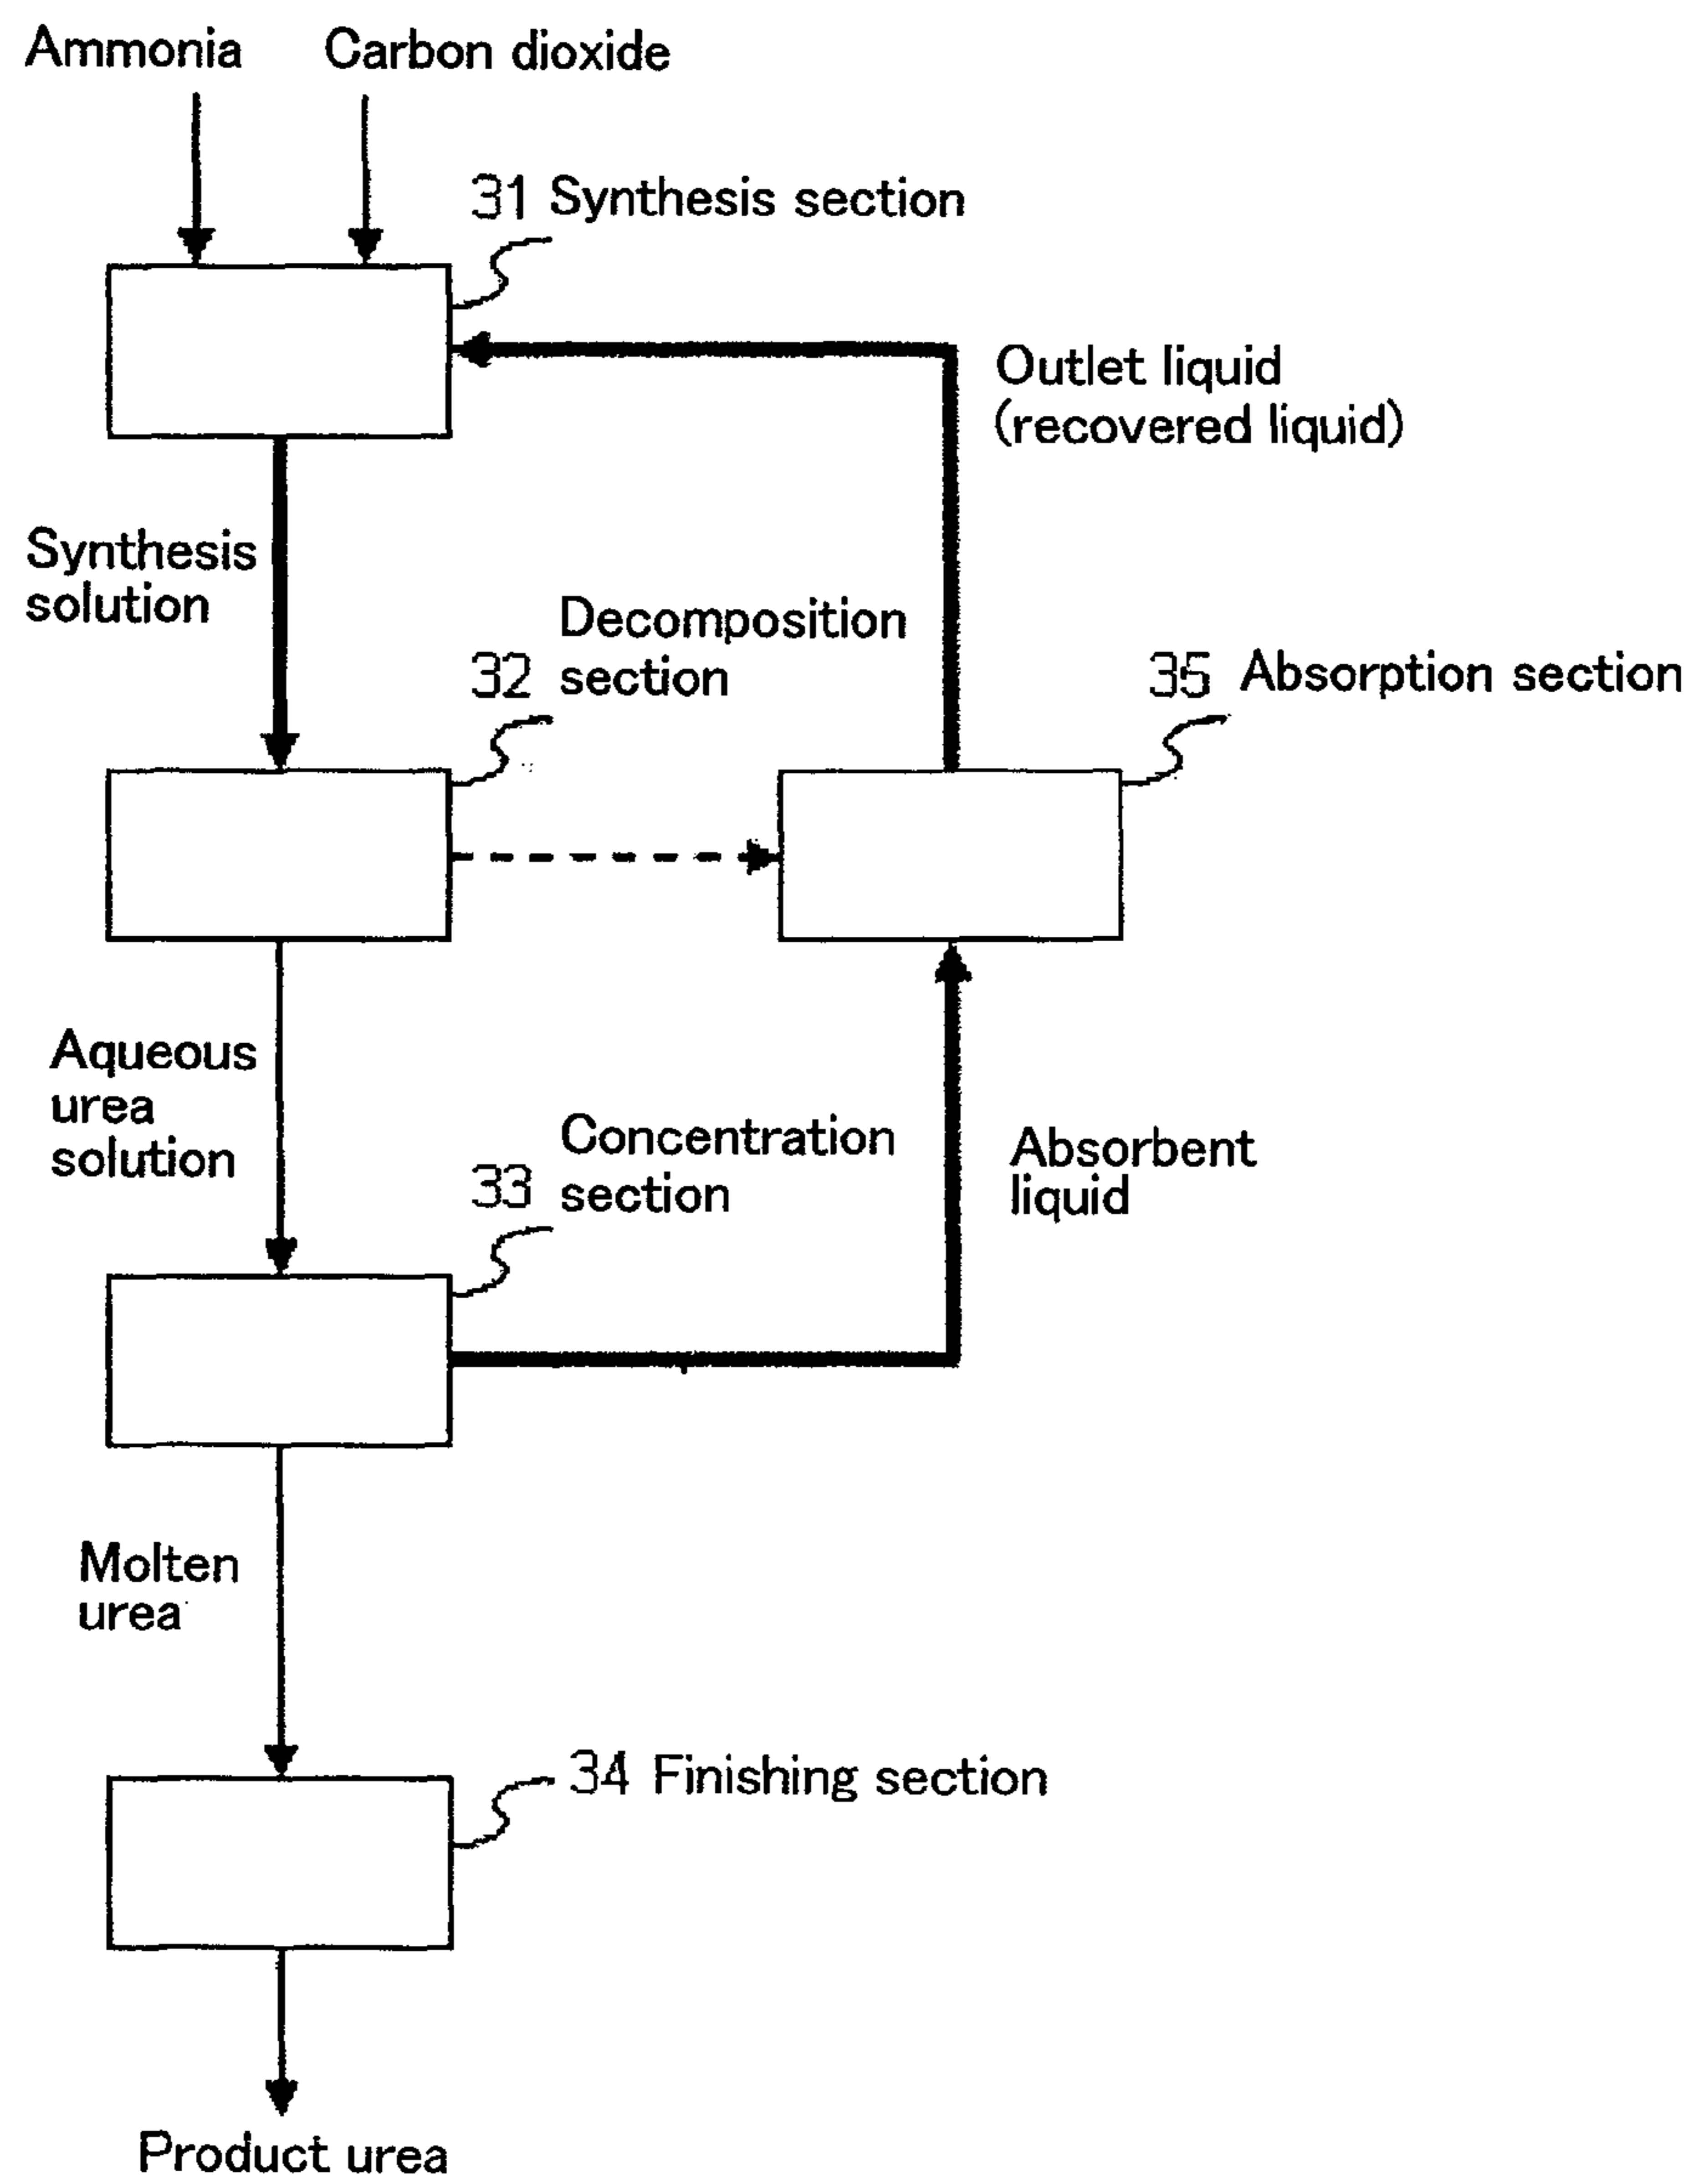 Ammonia
Carbon dioxide
31 Synthesis section
Outlet liquid
(recovered liquid)
Synthesis
solution
32 Decomposition
section
35 Absorption section
Aqueous
urea
solution
33 Concentration
section
Absorbent
liquid
Molten
urea
34 Finishing section
Product urea